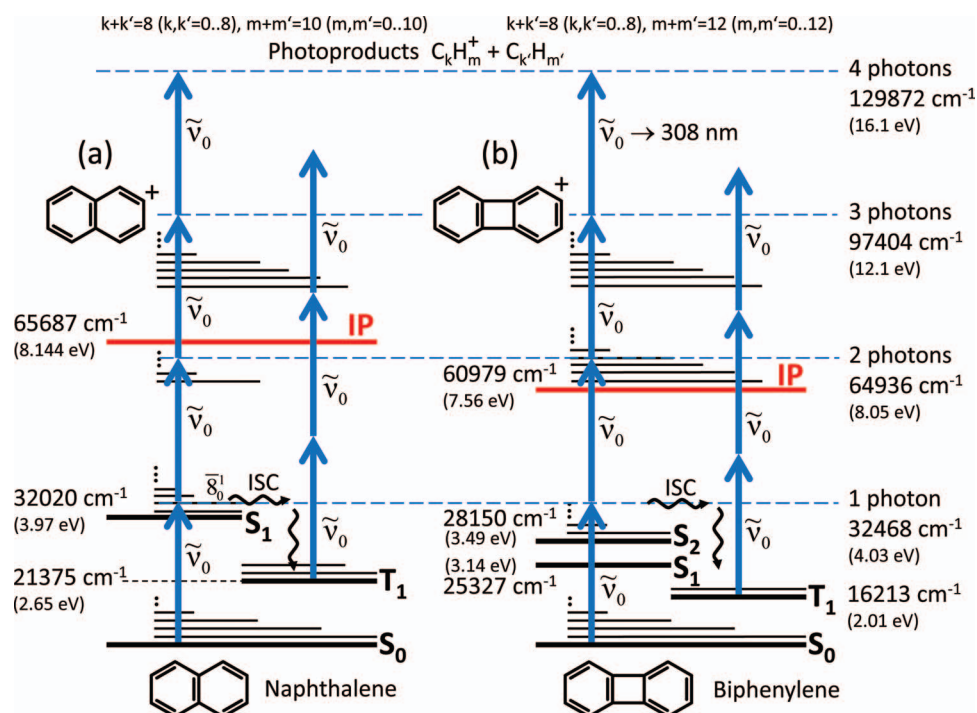 k+k‘=8 (k,k‘=0..8), m+m‘=10 (m,m‘=0..10)
k+k‘=8 (k,k‘=0..8), m+m‘=12 (m,m‘=0..12)
Photoproducts CₖHₘ⁺ + Cₖ‘Hₘ‘
4 photons
129872 cm⁻¹
(16.1 eV)
ν̃₀
ν̃₀ → 308 nm
(a)
(b)
+
+
3 photons
97404 cm⁻¹
(12.1 eV)
ν̃₀
ν̃₀
ν̃₀
ν̃₀
65687 cm⁻¹
(8.144 eV)
IP
2 photons
64936 cm⁻¹
(8.05 eV)
60979 cm⁻¹
(7.56 eV)
IP
ν̃₀
ν̃₀
ν̃₀
ν̃₀
32020 cm⁻¹
(3.97 eV)
8̄₀¹
ISC
S₁
ISC
1 photon
32468 cm⁻¹
(4.03 eV)
28150 cm⁻¹
(3.49 eV)
S₂
(3.14 eV)
25327 cm⁻¹
S₁
ν̃₀
ν̃₀
ν̃₀
ν̃₀
21375 cm⁻¹
(2.65 eV)
T₁
T₁
16213 cm⁻¹
(2.01 eV)
S₀
S₀
Naphthalene
Biphenylene